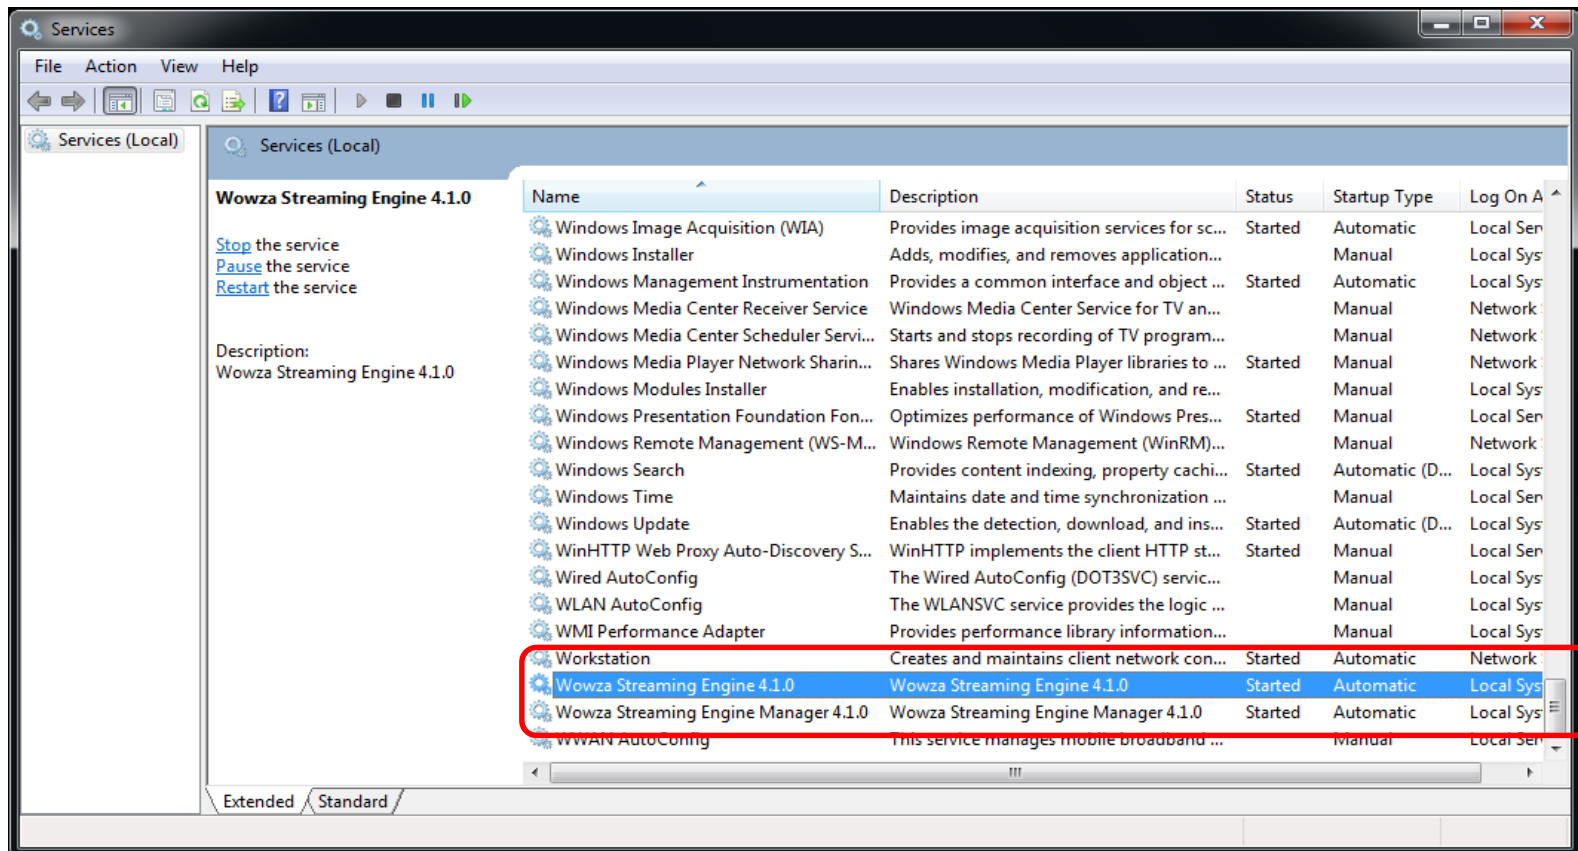 Services
File Action View Help
Services (Local)
Services (Local)
Wowza Streaming Engine 4.1.0
Stop the service
Pause the service
Restart the service
Description:
Wowza Streaming Engine 4.1.0
Name Description Status Startup Type Log On A
Windows Image Acquisition (WIA) Provides image acquisition services for sc... Started Automatic Local Ser
Windows Installer Adds, modifies, and removes application... Manual Local Sys
Windows Management Instrumentation Provides a common interface and object ... Started Automatic Local Sys
Windows Media Center Receiver Service Windows Media Center Service for TV an... Manual Network
Windows Media Center Scheduler Servi... Starts and stops recording of TV program... Manual Network
Windows Media Player Network Sharin... Shares Windows Media Player libraries to ... Started Manual Network
Windows Modules Installer Enables installation, modification, and re... Manual Local Sys
Windows Presentation Foundation Fon... Optimizes performance of Windows Pres... Started Manual Local Ser
Windows Remote Management (WS-M... Windows Remote Management (WinRM)... Manual Network
Windows Search Provides content indexing, property cachi... Started Automatic (D... Local Sys
Windows Time Maintains date and time synchronization ... Manual Local Ser
Windows Update Enables the detection, download, and ins... Started Automatic (D... Local Sys
WinHTTP Web Proxy Auto-Discovery S... WinHTTP implements the client HTTP st... Started Manual Local Ser
Wired AutoConfig The Wired AutoConfig (DOT3SVC) servic... Manual Local Sys
WLAN AutoConfig The WLANSVC service provides the logic ... Manual Local Sys
WMI Performance Adapter Provides performance library information... Manual Local Sys
Workstation Creates and maintains client network con... Started Automatic Network
Wowza Streaming Engine 4.1.0 Wowza Streaming Engine 4.1.0 Started Automatic Local Sys
Wowza Streaming Engine Manager 4.1.0 Wowza Streaming Engine Manager 4.1.0 Started Automatic Local Sys
WWAN AutoConfig This service manages mobile broadband ... Manual Local Ser
Extended Standard